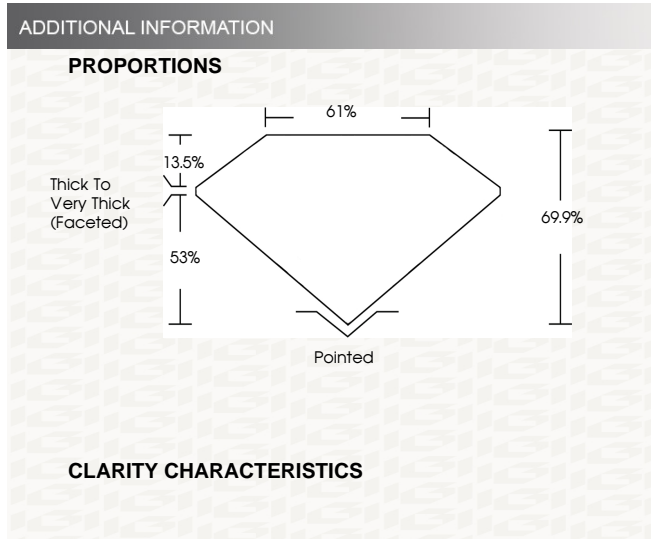 ADDITIONAL INFORMATION
PROPORTIONS
61%
13.5%
Thick To
Very Thick
(Faceted)
69.9%
53%
Pointed
CLARITY CHARACTERISTICS